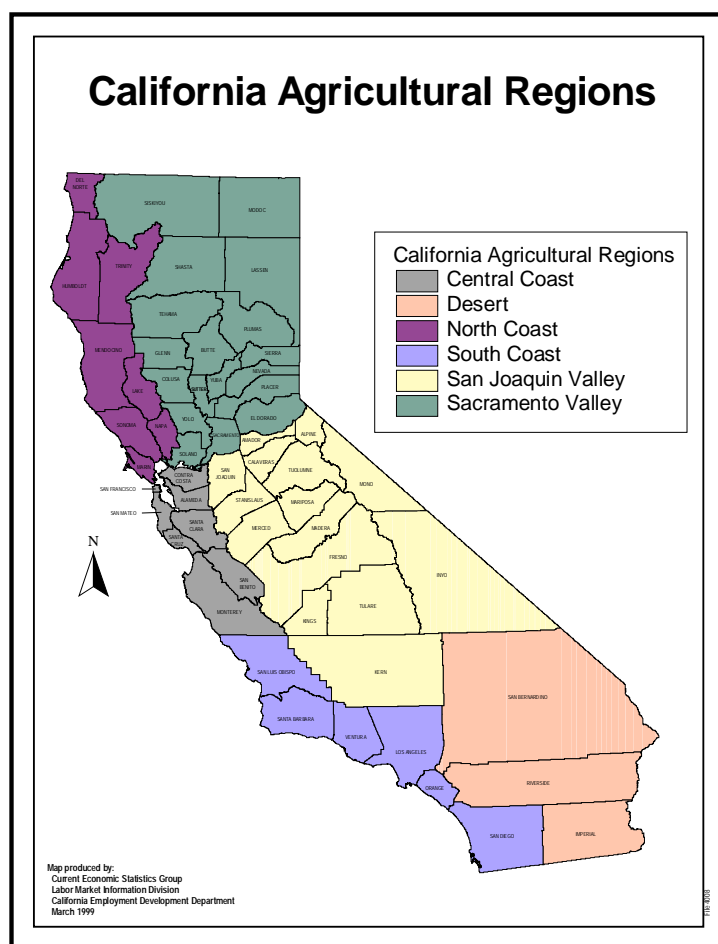 California Agricultural Regions
DEL
NORTE
SISKIYOU
MODOC
HUMBOLDT
TRINITY
SHASTA
LASSEN
TEHAMA
PLUMAS
MENDOCINO
GLENN
BUTTE
SIERRA
LAKE
COLUSA
SUTTER
YUBA
NEVADA
PLACER
SONOMA
NAPA
YOLO
EL DORADO
SACRAMENTO
SOLANO
MARIN
AMADOR
ALPINE
CALAVERAS
TUOLUMNE
MONO
SAN
JOAQUIN
CONTRA
COSTA
SAN FRANCISCO
ALAMEDA
STANISLAUS
MARIPOSA
SAN MATEO
SANTA
CLARA
SANTA
CRUZ
MERCED
MADERA
FRESNO
INYO
SAN
BENITO
MONTEREY
KINGS
TULARE
SAN LUIS OBISPO
KERN
SAN BERNARDINO
SANTA BARBARA
VENTURA
LOS ANGELES
ORANGE
RIVERSIDE
SAN DIEGO
IMPERIAL
California Agricultural Regions
Central Coast
Desert
North Coast
South Coast
San Joaquin Valley
Sacramento Valley
N
Map produced by:
Current Economic Statistics Group
Labor Market Information Division
California Employment Development Department
March 1999
File 4008